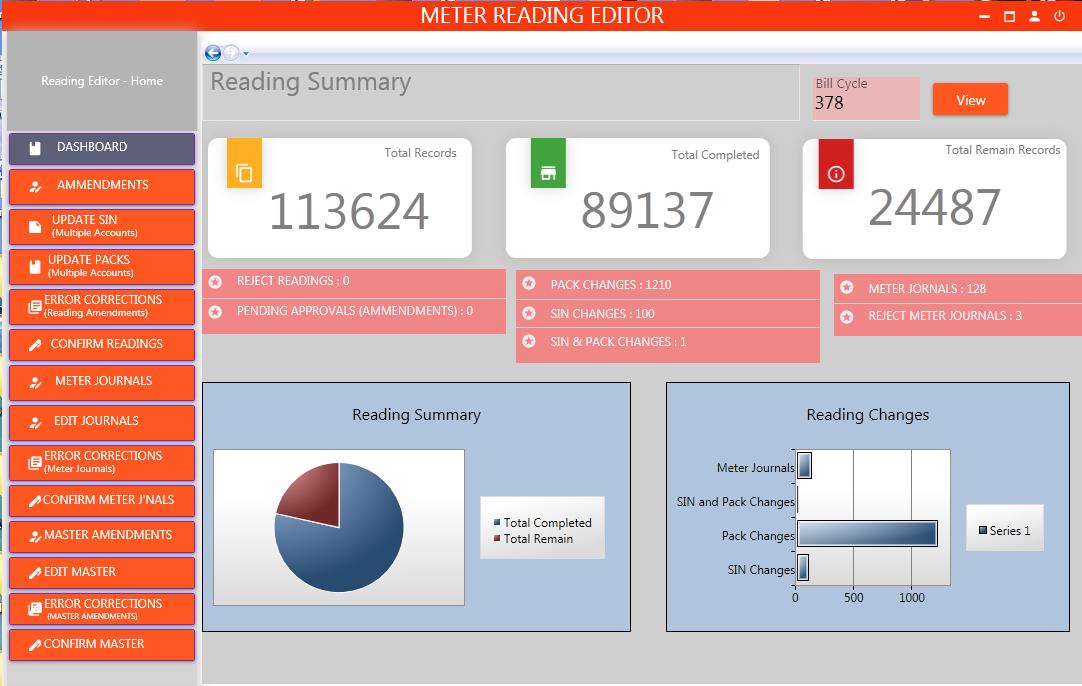 METER READING EDITOR
Reading Editor - Home
DASHBOARD
AMMENDMENTS
UPDATE SIN
(Multiple Accounts)
UPDATE PACKS
(Multiple Accounts)
ERROR CORRECTIONS
(Reading Amendments)
CONFIRM READINGS
METER JOURNALS
EDIT JOURNALS
ERROR CORRECTIONS
(Meter Journals)
CONFIRM METER J'NALS
MASTER AMENDMENTS
EDIT MASTER
ERROR CORRECTIONS
(MASTER AMENDMENTS)
CONFIRM MASTER
Reading Summary
Bill Cycle
378
View
Total Records
113624
Total Completed
89137
Total Remain Records
24487
REJECT READINGS : 0
PENDING APPROVALS (AMMENDMENTS) : 0
PACK CHANGES : 1210
SIN CHANGES : 100
SIN & PACK CHANGES : 1
METER JORNALS : 128
REJECT METER JOURNALS : 3
Reading Summary
Total Completed
Total Remain
Reading Changes
Meter Journals
SIN and Pack Changes
Pack Changes
SIN Changes
0 500 1000
Series 1